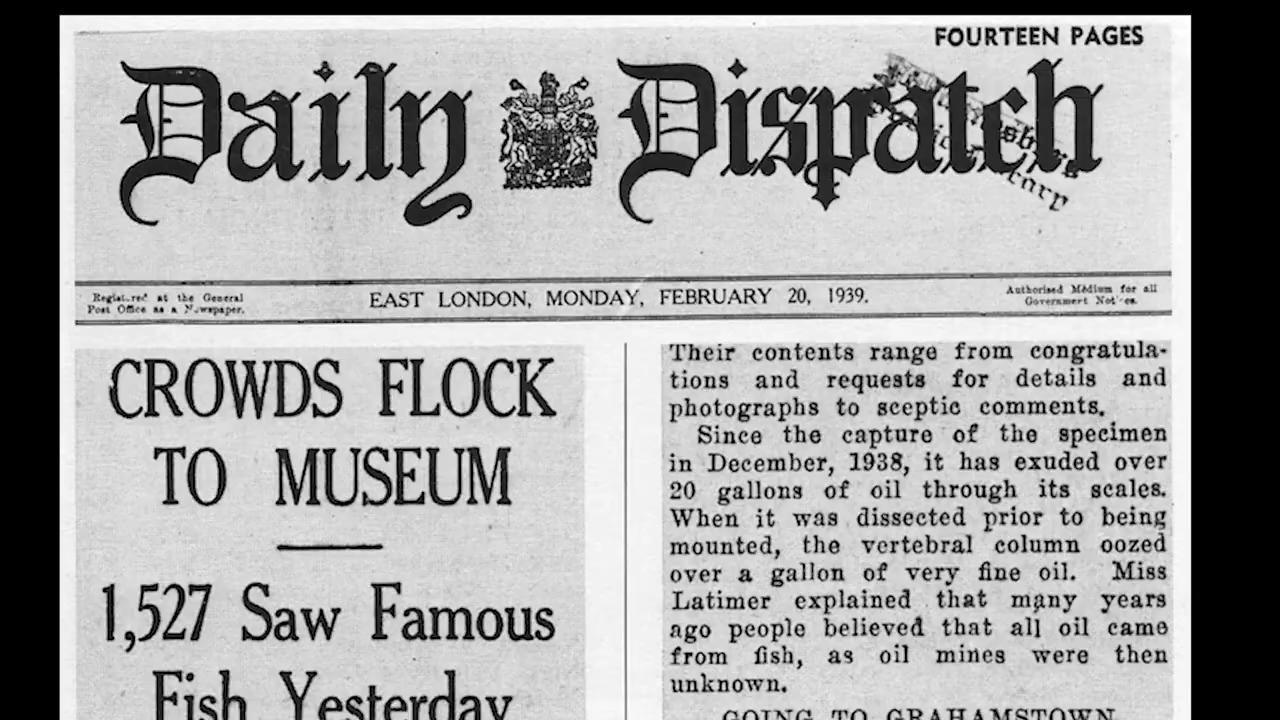 FOURTEEN PAGES
Daily Dispatch
Registered at the General
Post Office as a Newspaper.
EAST LONDON, MONDAY, FEBRUARY 20, 1939.
Authorised Medium for all
Government Notices.
CROWDS FLOCK
TO MUSEUM
1,527 Saw Famous
Fish Yesterday
Their contents range from congratula-
tions and requests for details and
photographs to sceptic comments.
Since the capture of the specimen
in December, 1938, it has exuded over
20 gallons of oil through its scales.
When it was dissected prior to being
mounted, the vertebral column oozed
over a gallon of very fine oil. Miss
Latimer explained that many years
ago people believed that all oil came
from fish, as oil mines were then
unknown.
GOING TO GRAHAMSTOWN